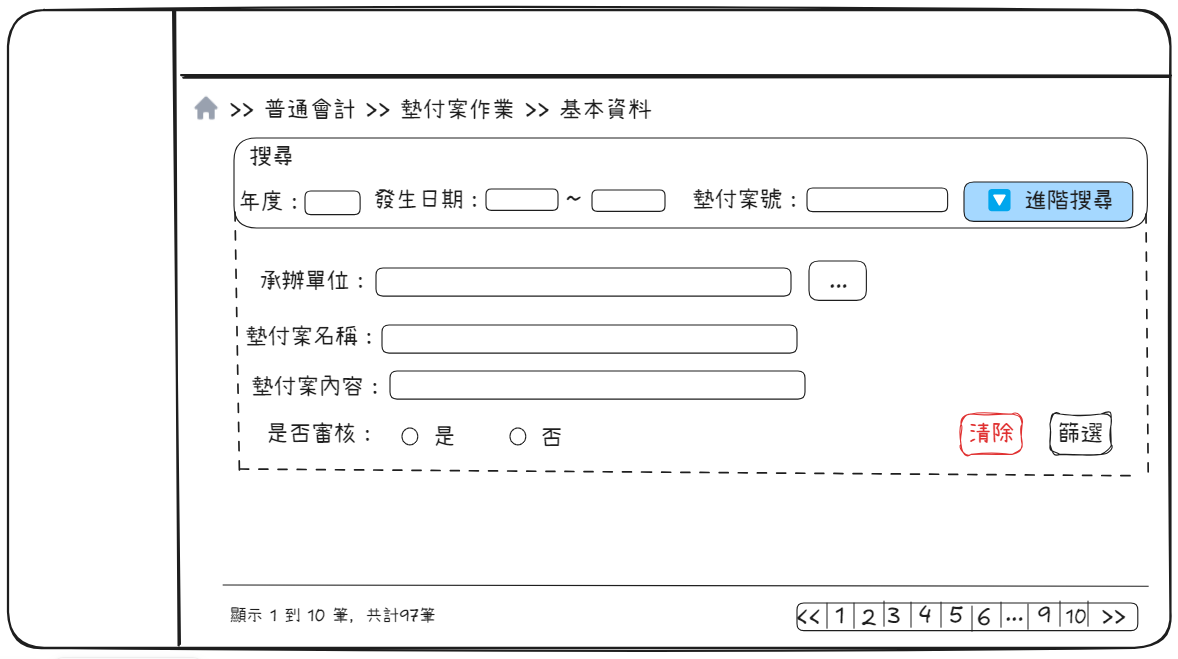 >> 普通會計 >> 墊付案作業 >> 基本資料
搜尋
年度： 發生日期： ~ 墊付案號： 進階搜尋
承辦單位： ...
墊付案名稱：
墊付案內容：
是否審核： 是 否 清除 篩選
顯示 1 到 10 筆, 共計97筆 << 1 2 3 4 5 6 ... 9 10 >>